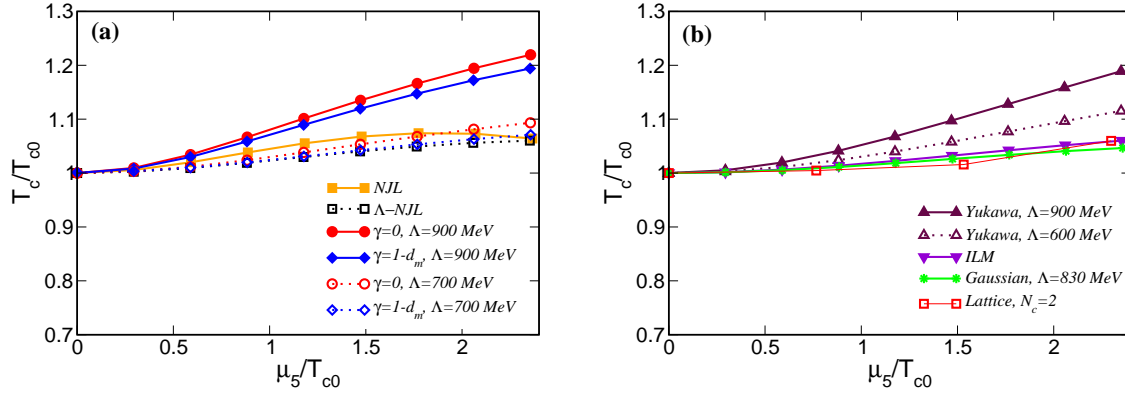 (a)
1.3
1.2
1.1
1
0.9
0.8
0.7
T_c/T_c0
NJL
Λ−NJL
γ=0, Λ=900 MeV
γ=1-d_m, Λ=900 MeV
γ=0, Λ=700 MeV
γ=1-d_m, Λ=700 MeV
0 0.5 1 1.5 2
μ_5/T_c0
(b)
1.3
1.2
1.1
1
0.9
0.8
0.7
T_c/T_c0
Yukawa, Λ=900 MeV
Yukawa, Λ=600 MeV
ILM
Gaussian, Λ=830 MeV
Lattice, N_c=2
0 0.5 1 1.5 2
μ_5/T_c0